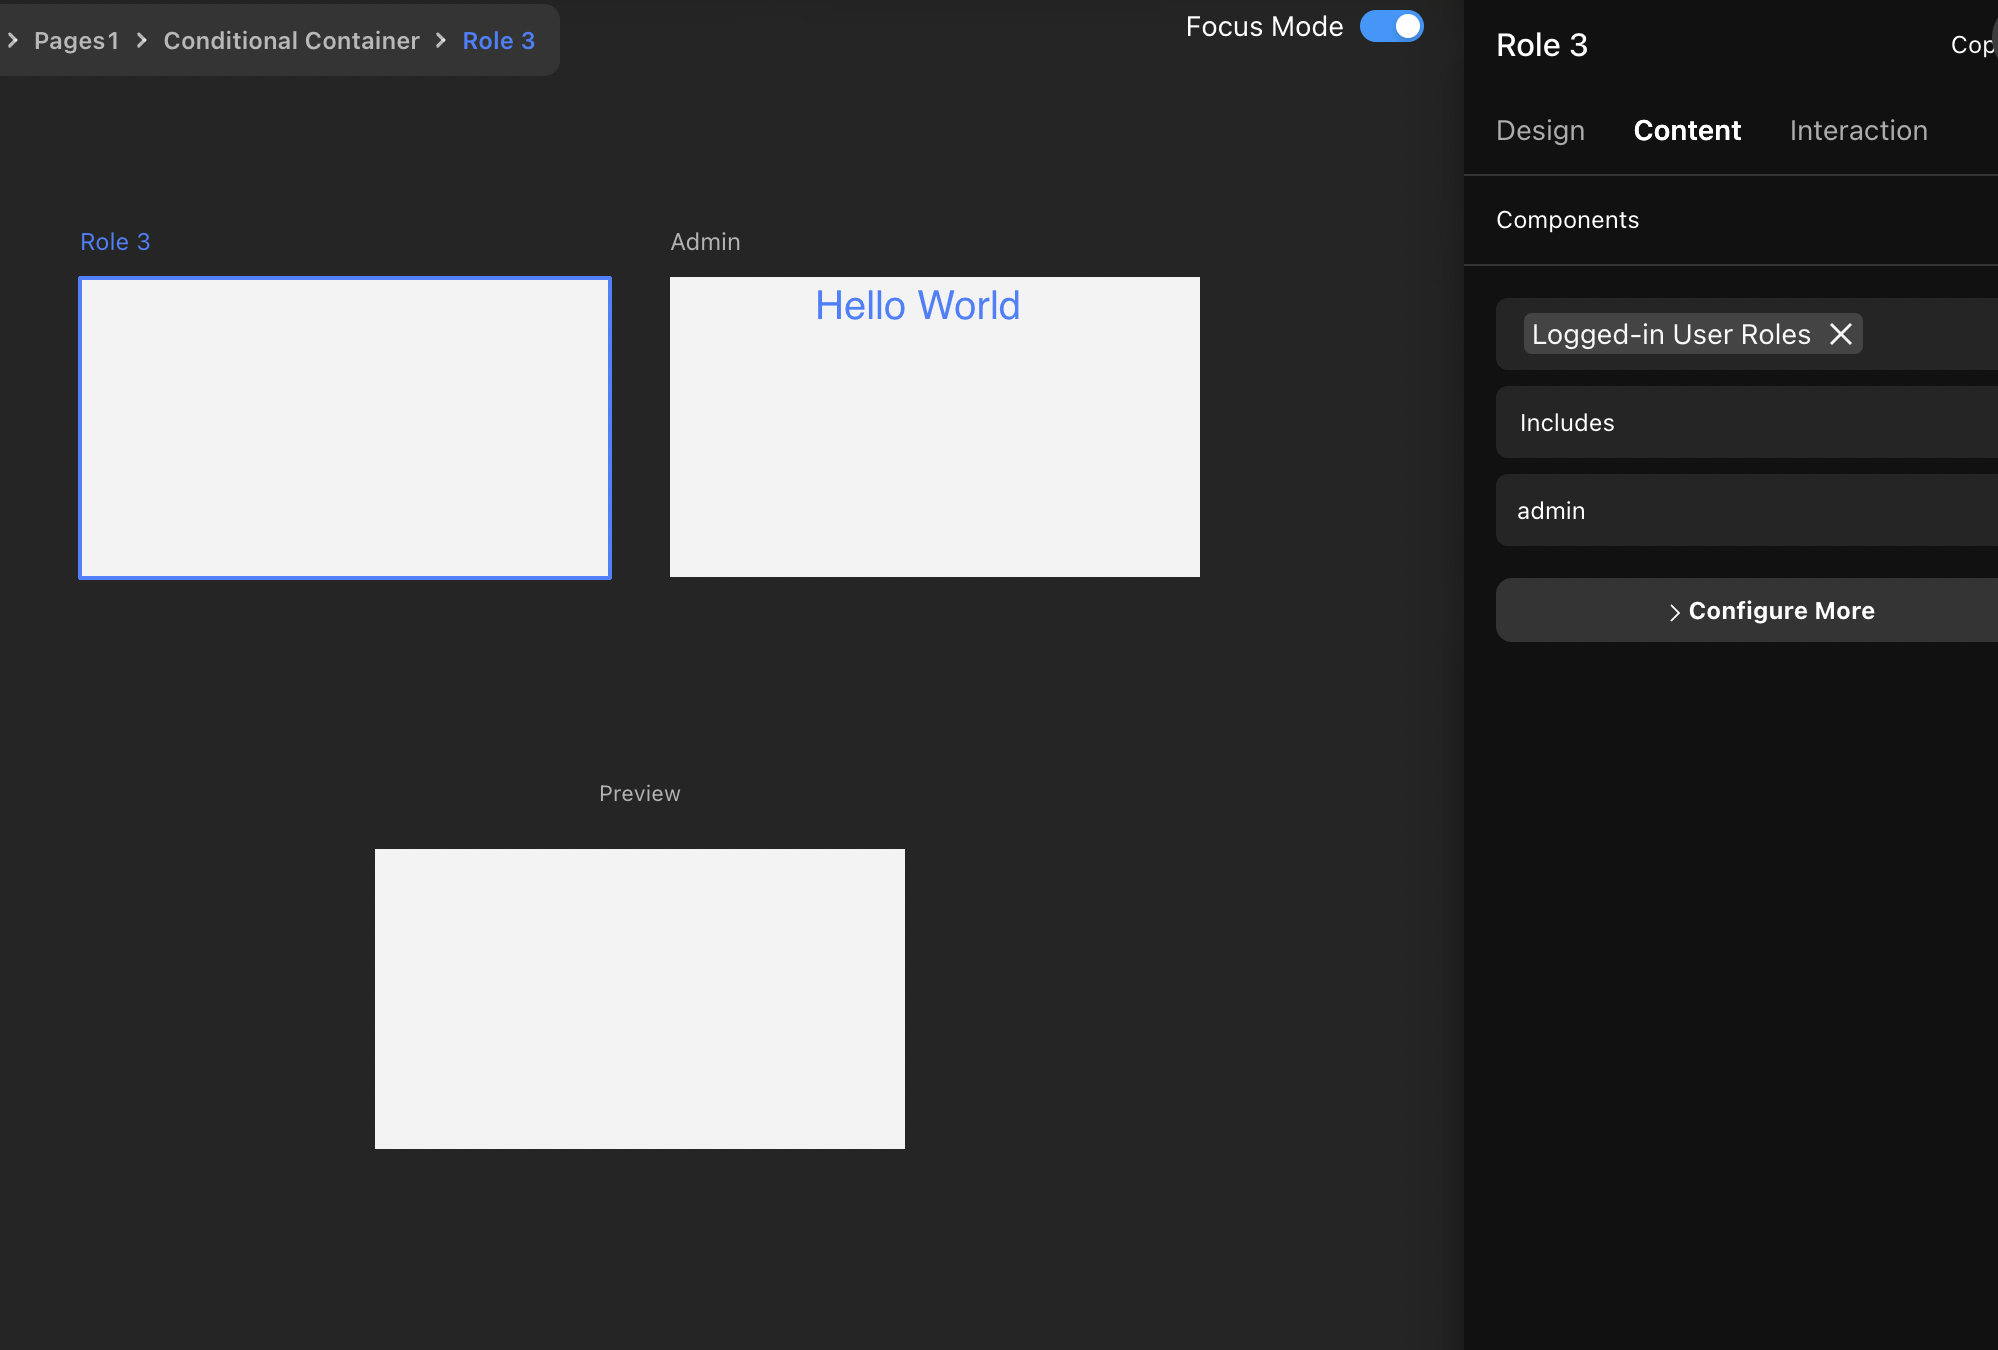 Pages1 > Conditional Container > Role 3
Focus Mode
Role 3
Design Content Interaction
Components
Logged-in User Roles
Includes
admin
Configure More
Role 3
Admin
Hello World
Preview